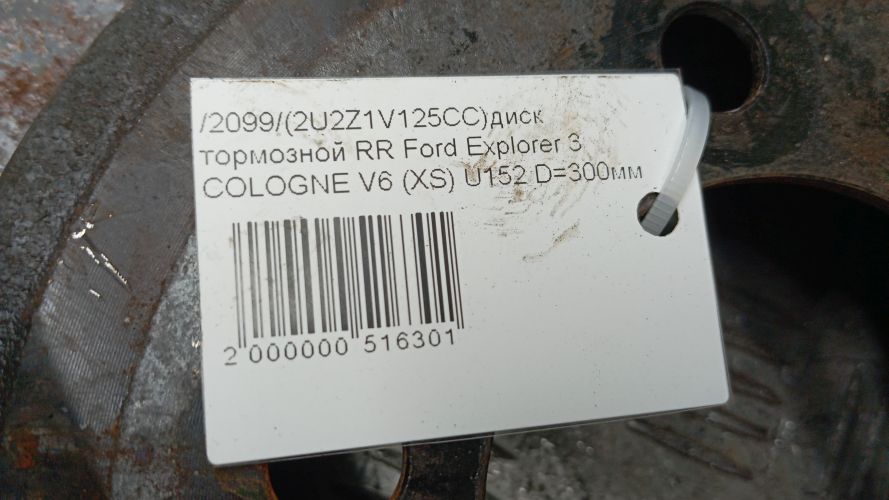 /2099/(2U2Z1V125CC)диск
тормозной RR Ford Explorer 3
COLOGNE V6 (XS) U152 D=300мм
2 000000 516301